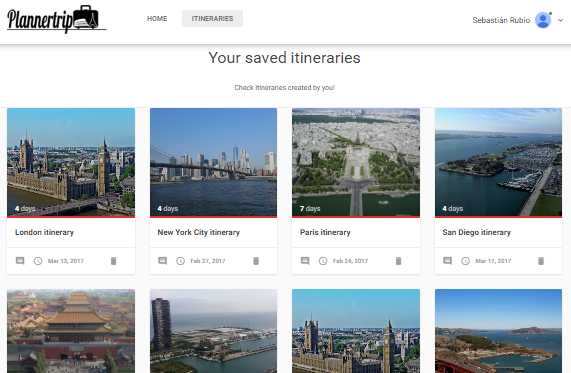 Plannertrip
HOME
ITINERARIES
Sebastián Rubio
Your saved itineraries
Check itineraries created by you!
4 days
4 days
7 days
4 days
London itinerary
New York City itinerary
Paris itinerary
San Diego itinerary
Mar 13, 2017
Feb 27, 2017
Feb 24, 2017
Mar 17, 2017